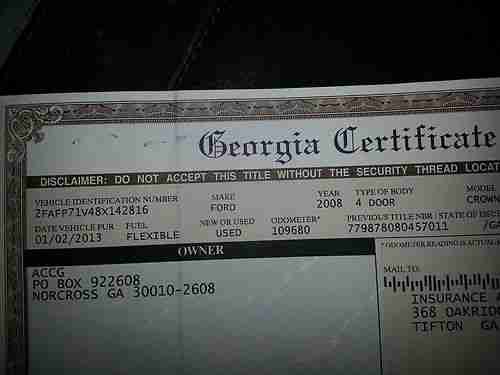 Georgia Certificate
DISCLAIMER: DO NOT ACCEPT THIS TITLE WITHOUT THE SECURITY THREAD LOCAT
VEHICLE IDENTIFICATION NUMBER MAKE YEAR TYPE OF BODY MODEL
2FAFP71V48X142816 FORD 2008 4 DOOR CROWN
DATE VEHICLE PUR FUEL NEW OR USED ODOMETER* PREVIOUS TITLE NBR / STATE OF ISSU
01/02/2013 FLEXIBLE USED 109680 779878080457011 /GA
OWNER
*ODOMETER READING IS ACTUAL
ACCG
PO BOX 922608
NORCROSS GA 30010-2608
MAIL TO:
INSURANCE
368 OAKRID
TIFTON GA